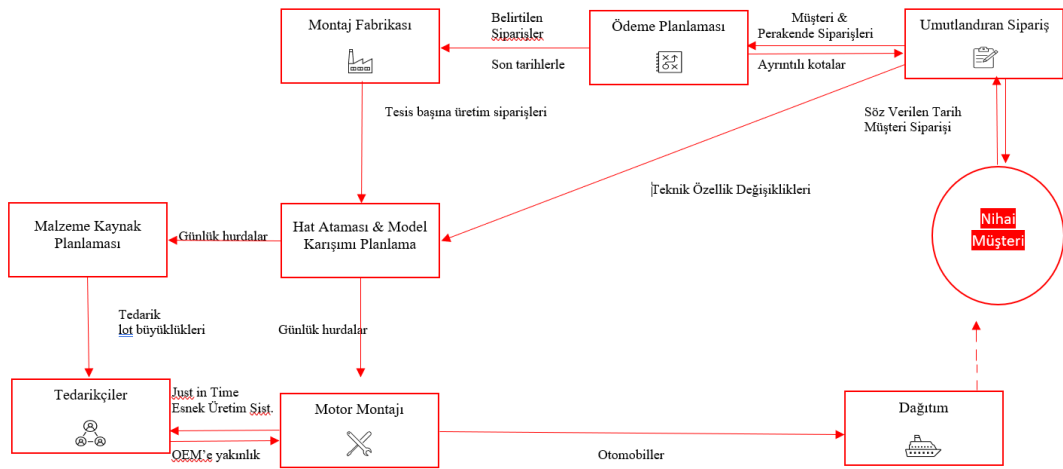 Montaj Fabrikası
Belirtilen
Siparişler
Son tarihlerle
Ödeme Planlaması
Müşteri &
Perakende Siparişleri
Ayrıntılı kotalar
Umutlandıran Sipariş
Tesis başına üretim siparişleri
Söz Verilen Tarih
Müşteri Siparişi
Teknik Özellik Değişiklikleri
Malzeme Kaynak
Planlaması
Günlük hurdalar
Hat Ataması & Model
Karışımı Planlama
Nihai
Müşteri
Tedarik
lot büyüklükleri
Günlük hurdalar
Tedarikçiler
Just in Time
Esnek Üretim Sist.
OEM'e yakınlık
Motor Montajı
Otomobiller
Dağıtım